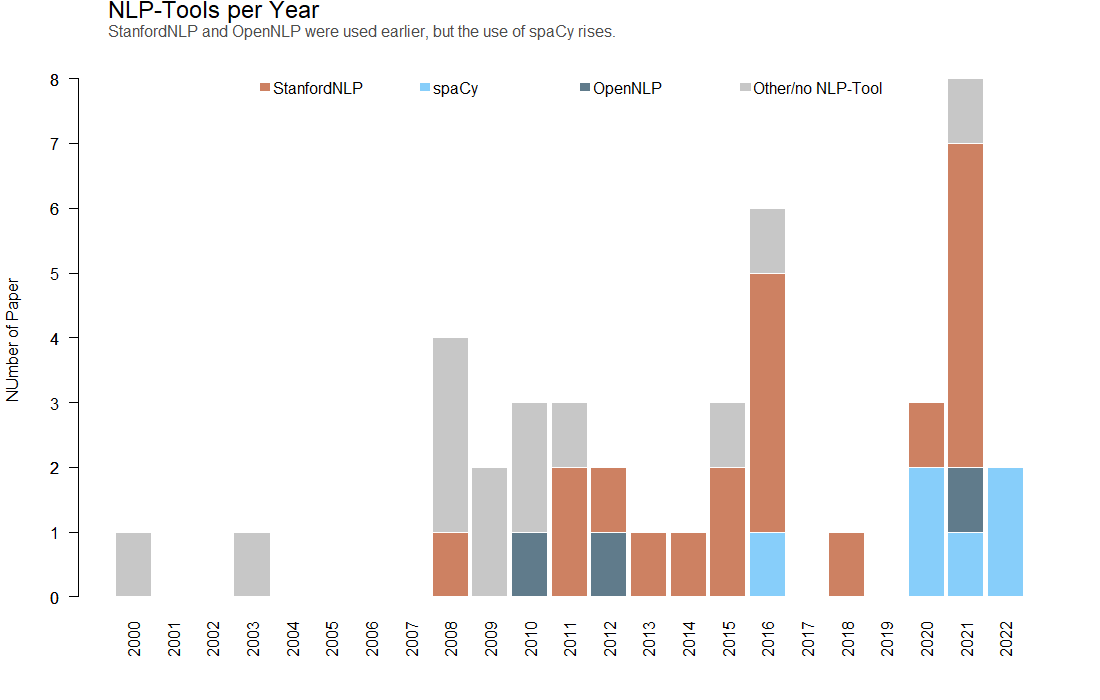 NLP-Tools per Year
StanfordNLP and OpenNLP were used earlier, but the use of spaCy rises.
StanfordNLP spaCy OpenNLP Other/no NLP-Tool
NUmber of Paper
8
7
6
5
4
3
2
1
0
2000 2001 2002 2003 2004 2005 2006 2007 2008 2009 2010 2011 2012 2013 2014 2015 2016 2017 2018 2019 2020 2021 2022